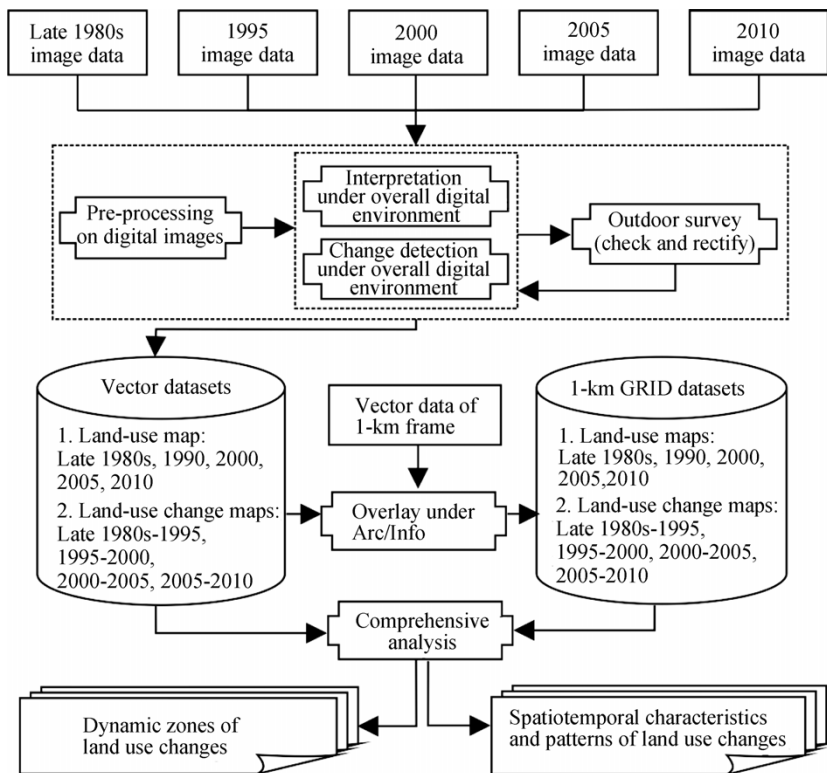 Late 1980s
image data
1995
image data
2000
image data
2005
image data
2010
image data
Pre-processing
on digital images
Interpretation
under overall digital
environment
Change detection
under overall digital
environment
Outdoor survey
(check and rectify)
Vector datasets
1. Land-use map:
Late 1980s, 1990, 2000,
2005, 2010
2. Land-use change maps:
Late 1980s-1995,
1995-2000,
2000-2005, 2005-2010
Vector data of
1-km frame
Overlay under
Arc/Info
1-km GRID datasets
1. Land-use maps:
Late 1980s, 1990, 2000,
2005,2010
2. Land-use change maps:
Late 1980s-1995,
1995-2000, 2000-2005,
2005-2010
Comprehensive
analysis
Dynamic zones of
land use changes
Spatiotemporal characteristics
and patterns of land use changes